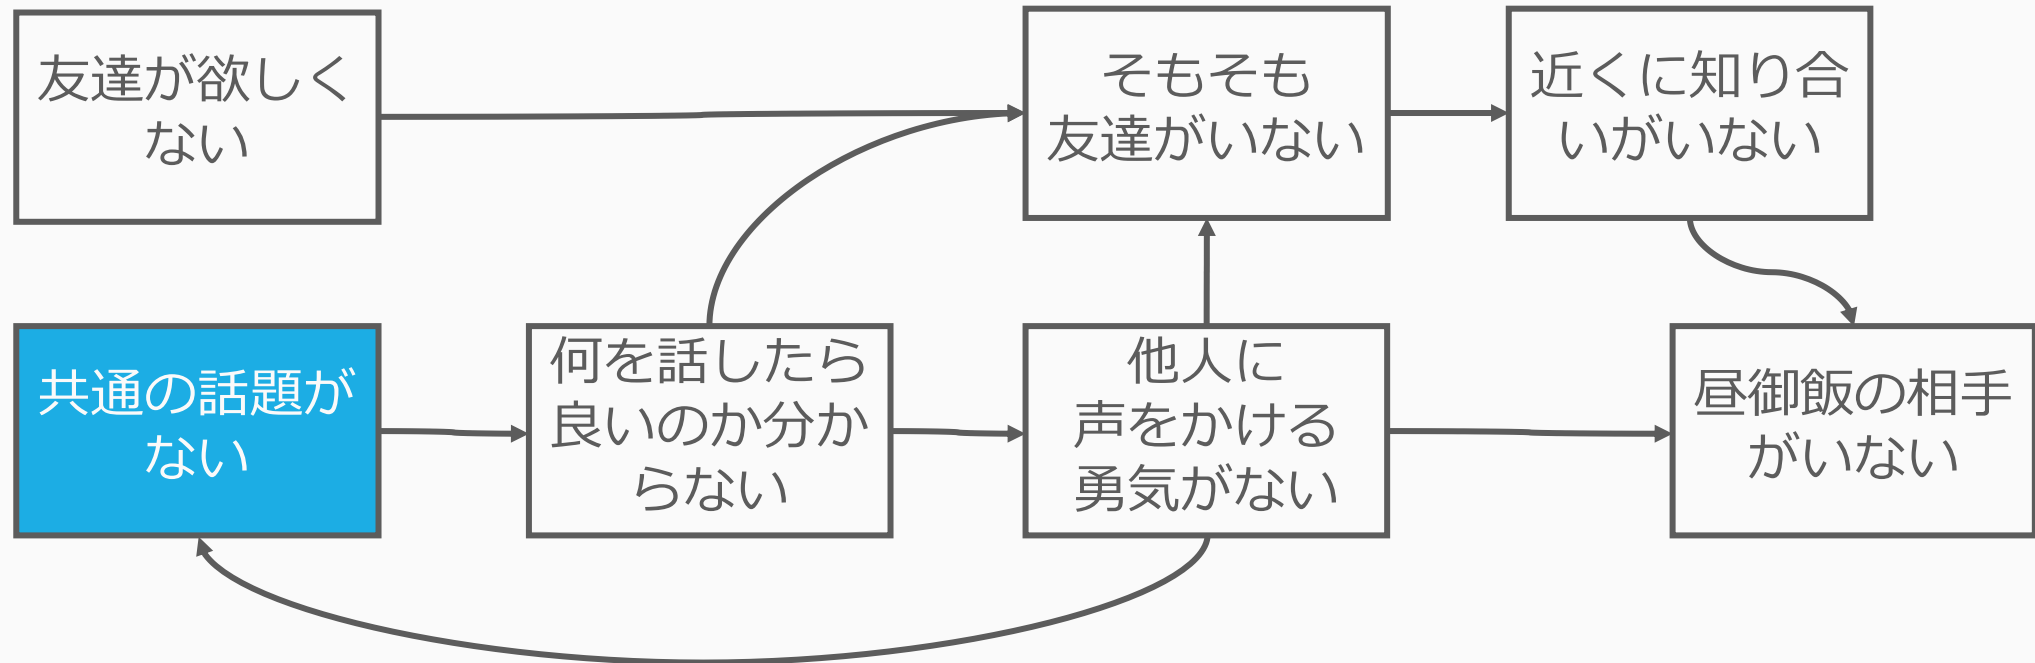 友達が欲しく
ない
そもそも
友達がいない
近くに知り合
いがいない
共通の話題が
ない
何を話したら
良いのか分か
らない
他人に
声をかける
勇気がない
昼御飯の相手
がいない